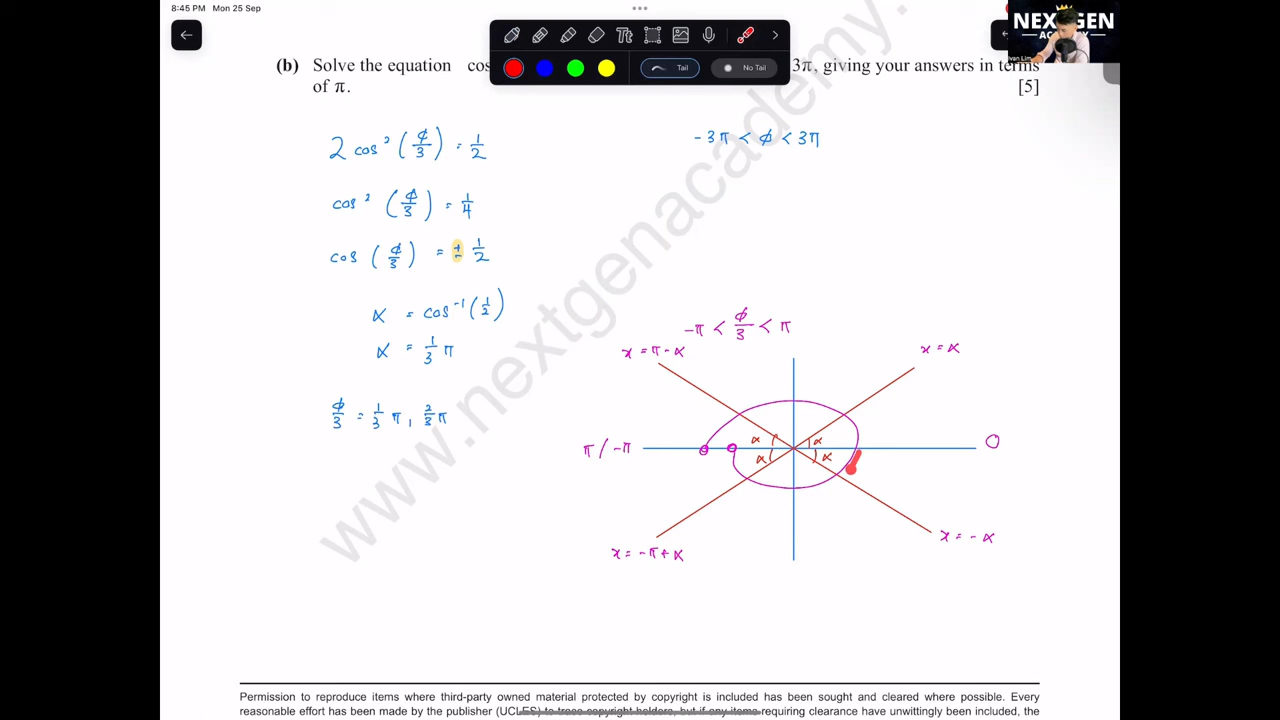 8:45 PM Mon 25 Sep
NEXTGEN
Ivan Lim
Tail
No Tail
(b) Solve the equation cos 3π, giving your answers in terms
of π. [5]
2 cos² (ϕ/3) = 1/2
-3π < ϕ < 3π
cos² (ϕ/3) = 1/4
cos (ϕ/3) = ± 1/2
α = cos⁻¹ (1/2)
α = 1/3 π
ϕ/3 = 1/3 π, 2/3 π
-π < ϕ/3 < π
x = π - α
x = α
α
α
π / -π
0
α
α
x = -π + α
x = -α
www.nextgenacademy.
Permission to reproduce items where third-party owned material protected by copyright is included has been sought and cleared where possible. Every
reasonable effort has been made by the publisher (UCLES) to trace copyright holders, but if any items requiring clearance have unwittingly been included, the